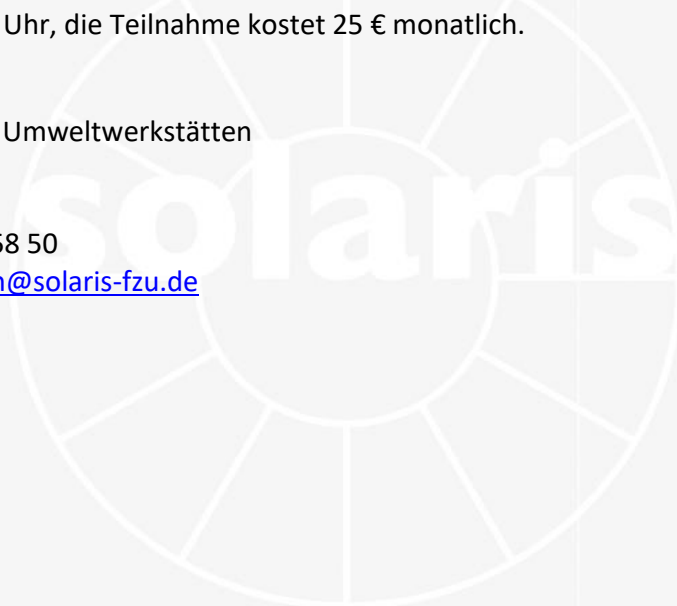 Uhr, die Teilnahme kostet 25 € monatlich.
Umweltwerkstätten
solaris
58 50
n@solaris-fzu.de